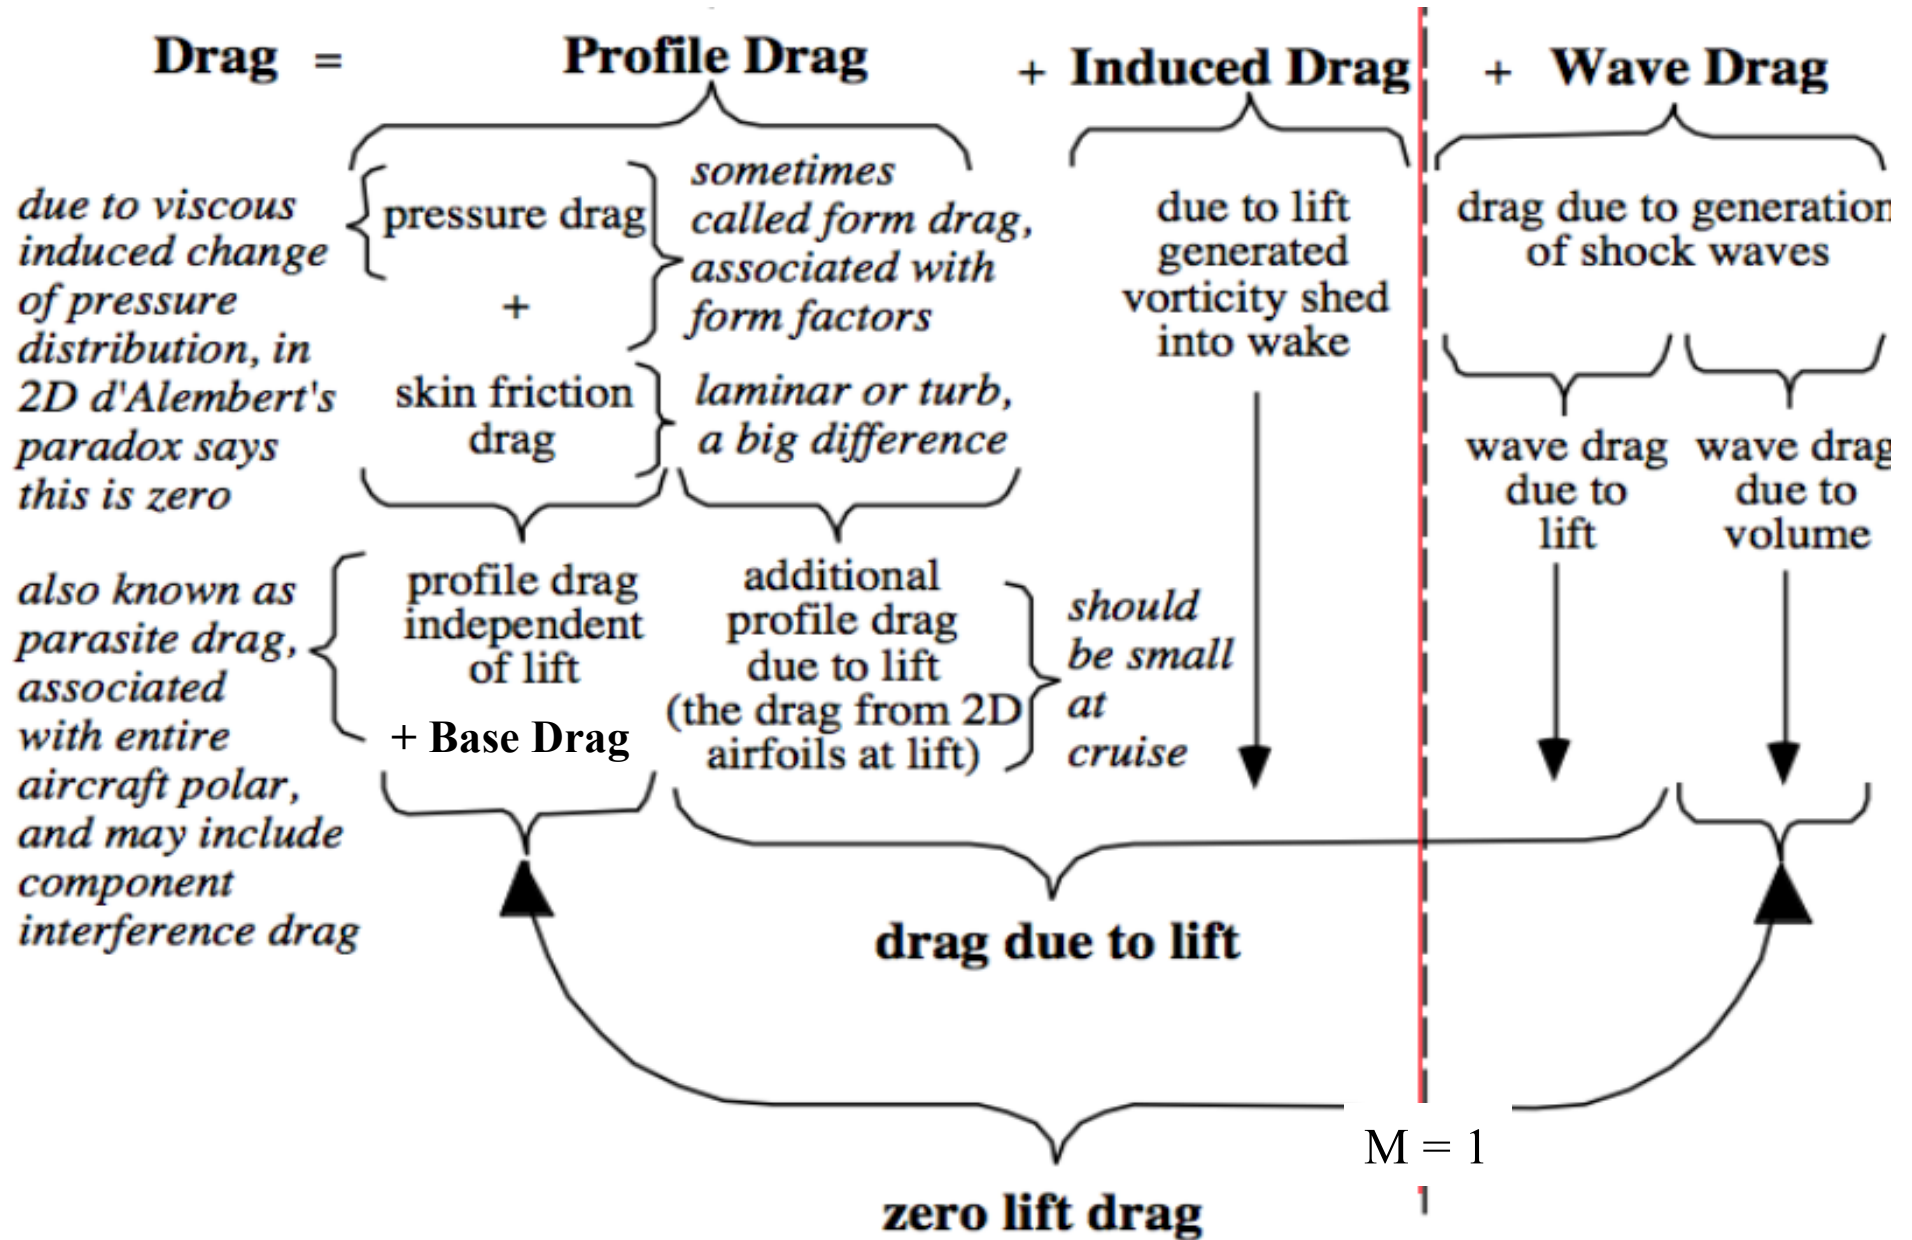 Drag = Profile Drag + Induced Drag + Wave Drag
due to viscous
induced change
of pressure
distribution, in
2D d'Alembert's
paradox says
this is zero
pressure drag
+
skin friction
drag
sometimes
called form drag,
associated with
form factors
laminar or turb,
a big difference
due to lift
generated
vorticity shed
into wake
drag due to generation
of shock waves
wave drag
due to
lift
wave drag
due to
volume
also known as
parasite drag,
associated
with entire
aircraft polar,
and may include
component
interference drag
profile drag
independent
of lift
+ Base Drag
additional
profile drag
due to lift
(the drag from 2D
airfoils at lift)
should
be small
at
cruise
drag due to lift
M = 1
zero lift drag